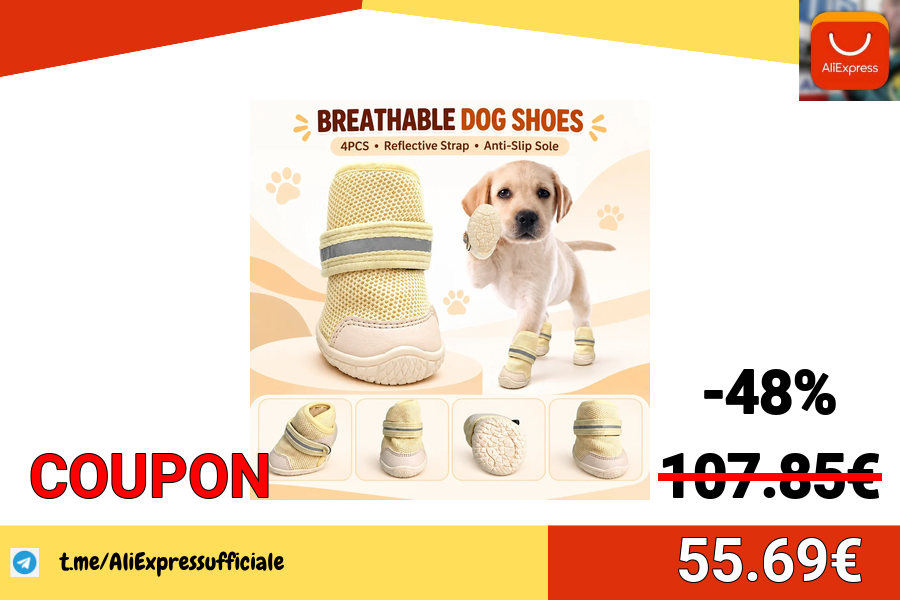 AliExpress
BREATHABLE DOG SHOES
4PCS • Reflective Strap • Anti-Slip Sole
-48%
COUPON
107.85€
t.me/AliExpressufficiale
55.69€